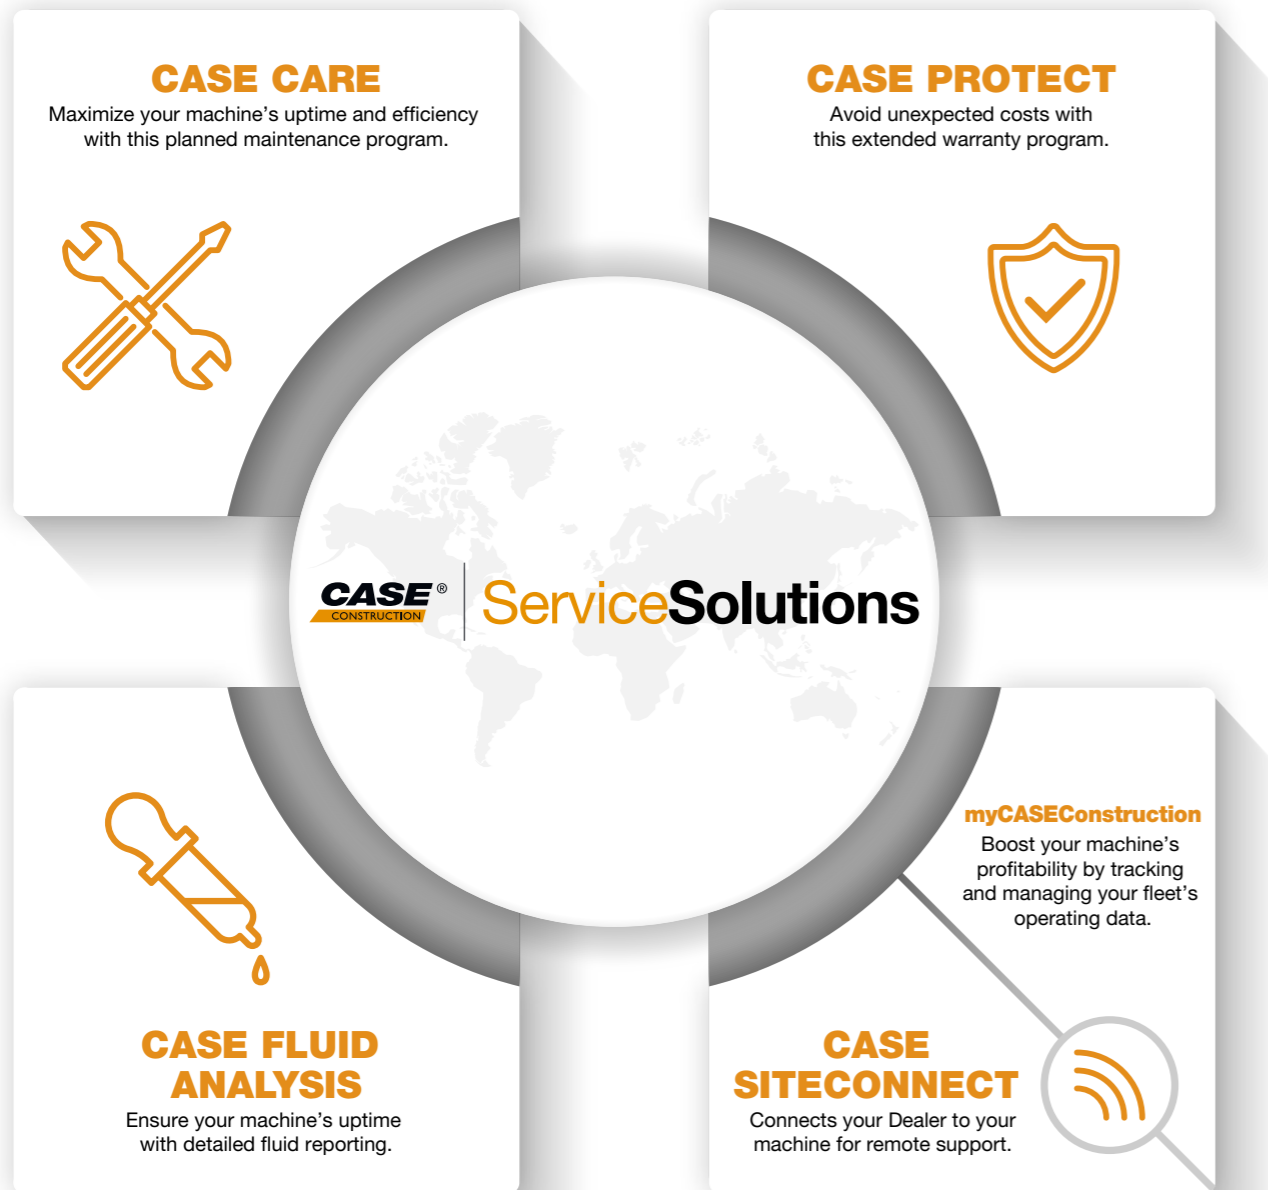 CASE CARE
Maximize your machine's uptime and efficiency
with this planned maintenance program.
CASE PROTECT
Avoid unexpected costs with
this extended warranty program.
CASE®
CONSTRUCTION
ServiceSolutions
CASE FLUID
ANALYSIS
Ensure your machine's uptime
with detailed fluid reporting.
myCASEConstruction
Boost your machine's
profitability by tracking
and managing your fleet's
operating data.
CASE
SITECONNECT
Connects your Dealer to your
machine for remote support.